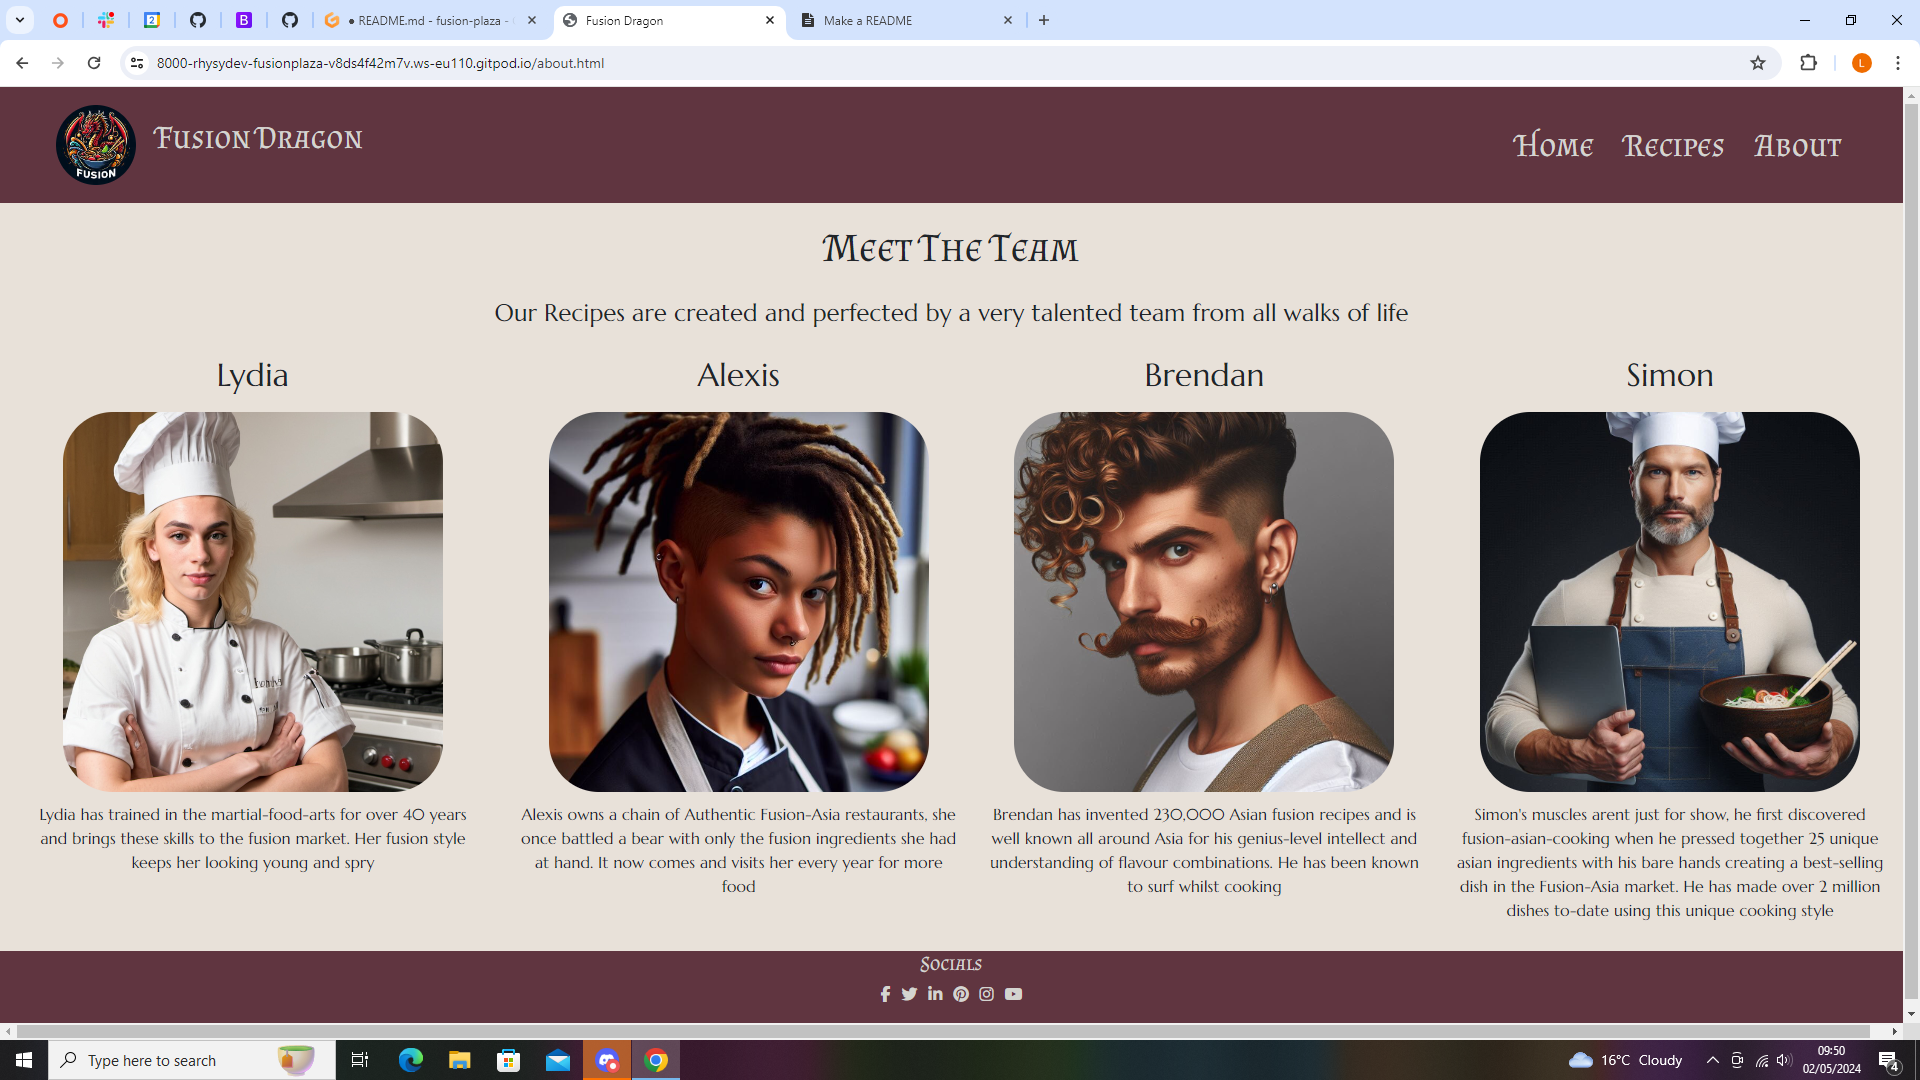 README.md - fusion-plaza -
Fusion Dragon
Make a README
8000-rhysydev-fusionplaza-v8ds4f42m7v.ws-eu110.gitpod.io/about.html
L
FUSION
Fusion Dragon
Home
Recipes
About
Meet The Team
Our Recipes are created and perfected by a very talented team from all walks of life
Lydia
Alexis
Brendan
Simon
Lydia has trained in the martial-food-arts for over 40 years
and brings these skills to the fusion market. Her fusion style
keeps her looking young and spry
Alexis owns a chain of Authentic Fusion-Asia restaurants, she
once battled a bear with only the fusion ingredients she had
at hand. It now comes and visits her every year for more
food
Brendan has invented 230,000 Asian fusion recipes and is
well known all around Asia for his genius-level intellect and
understanding of flavour combinations. He has been known
to surf whilst cooking
Simon's muscles arent just for show, he first discovered
fusion-asian-cooking when he pressed together 25 unique
asian ingredients with his bare hands creating a best-selling
dish in the Fusion-Asia market. He has made over 2 million
dishes to-date using this unique cooking style
Socials
Type here to search
16°C Cloudy
09:50
02/05/2024
4